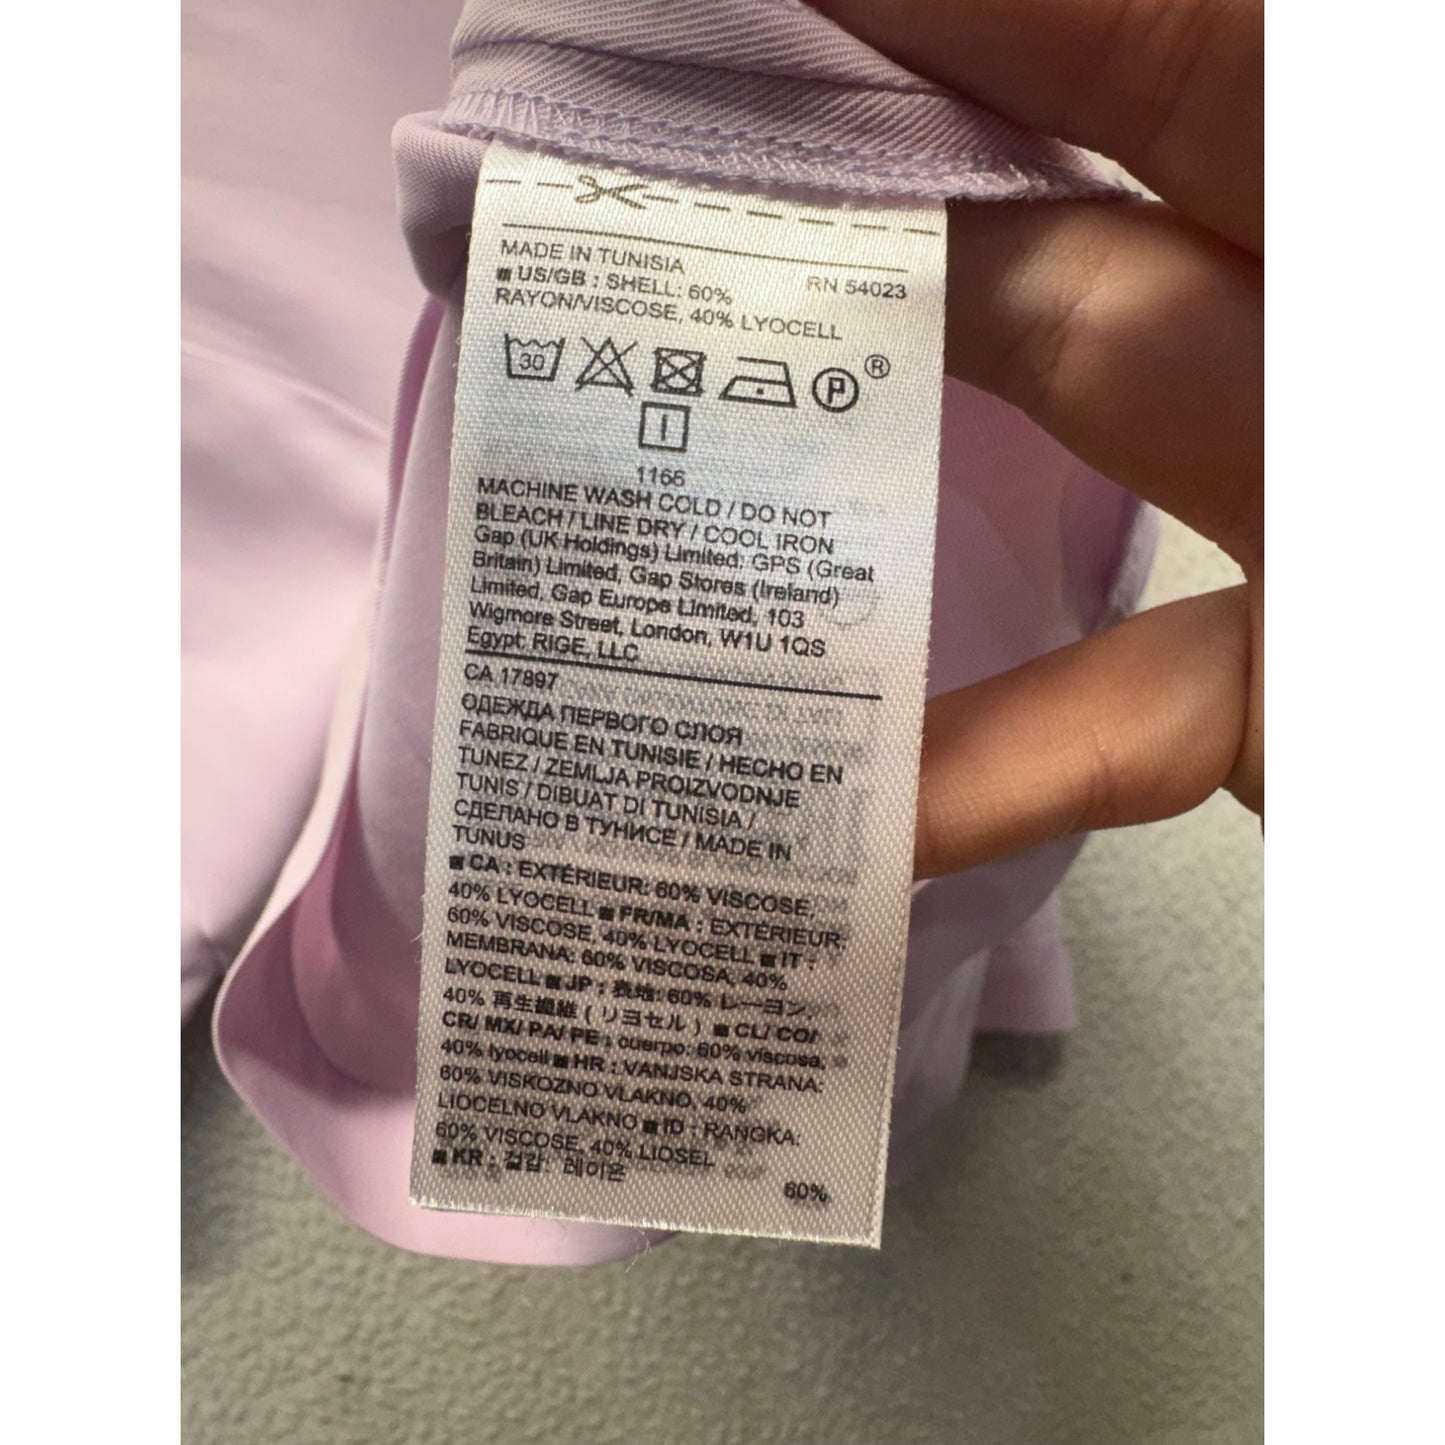 MADE IN TUNISIA
RN 54023
■ US/GB : SHELL: 60%
RAYON/VISCOSE, 40% LYOCELL
30
P ®
1166
MACHINE WASH COLD / DO NOT
BLEACH / LINE DRY / COOL IRON
Gap (UK Holdings) Limited: GPS (Great
Britain) Limited, Gap Stores (Ireland)
Limited, Gap Europe Limited, 103
Wigmore Street, London, W1U 1QS
Egypt: RIGE, LLC
CA 17897
ОДЕЖДА ПЕРВОГО СЛОЯ
FABRIQUE EN TUNISIE / HECHO EN
TUNEZ / ZEMLJA PROIZVODNJE
TUNIS / DIBUAT DI TUNISIA /
СДЕЛАНО В ТУНИСЕ / MADE IN
TUNUS
■ CA : EXTÉRIEUR: 60% VISCOSE,
40% LYOCELL ■ FR/MA : EXTÉRIEUR:
60% VISCOSE, 40% LYOCELL ■ IT :
MEMBRANA: 60% VISCOSA, 40%
LYOCELL ■ JP : 表地: 60% レーヨン,
40% 再生繊維 ( リヨセル ) ■ CL/ CO/
CR/ MX/ PA/ PE : cuerpo: 60% viscosa,
40% lyocell ■ HR : VANJSKA STRANA:
60% VISKOZNO VLAKNO, 40%
LIOCELNO VLAKNO ■ ID : RANGKA:
60% VISCOSE, 40% LIOSEL
■ KR : 겉감: 레이온
60%